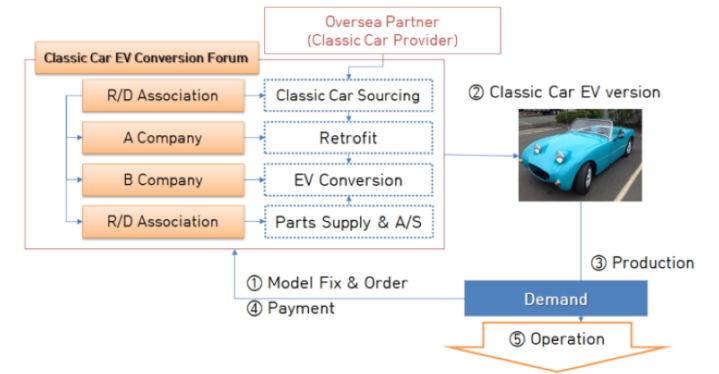 Oversea Partner
(Classic Car Provider)
Classic Car EV Conversion Forum
R/D Association
Classic Car Sourcing
A Company
Retrofit
B Company
EV Conversion
R/D Association
Parts Supply & A/S
② Classic Car EV version
③ Production
① Model Fix & Order
④ Payment
Demand
⑤ Operation